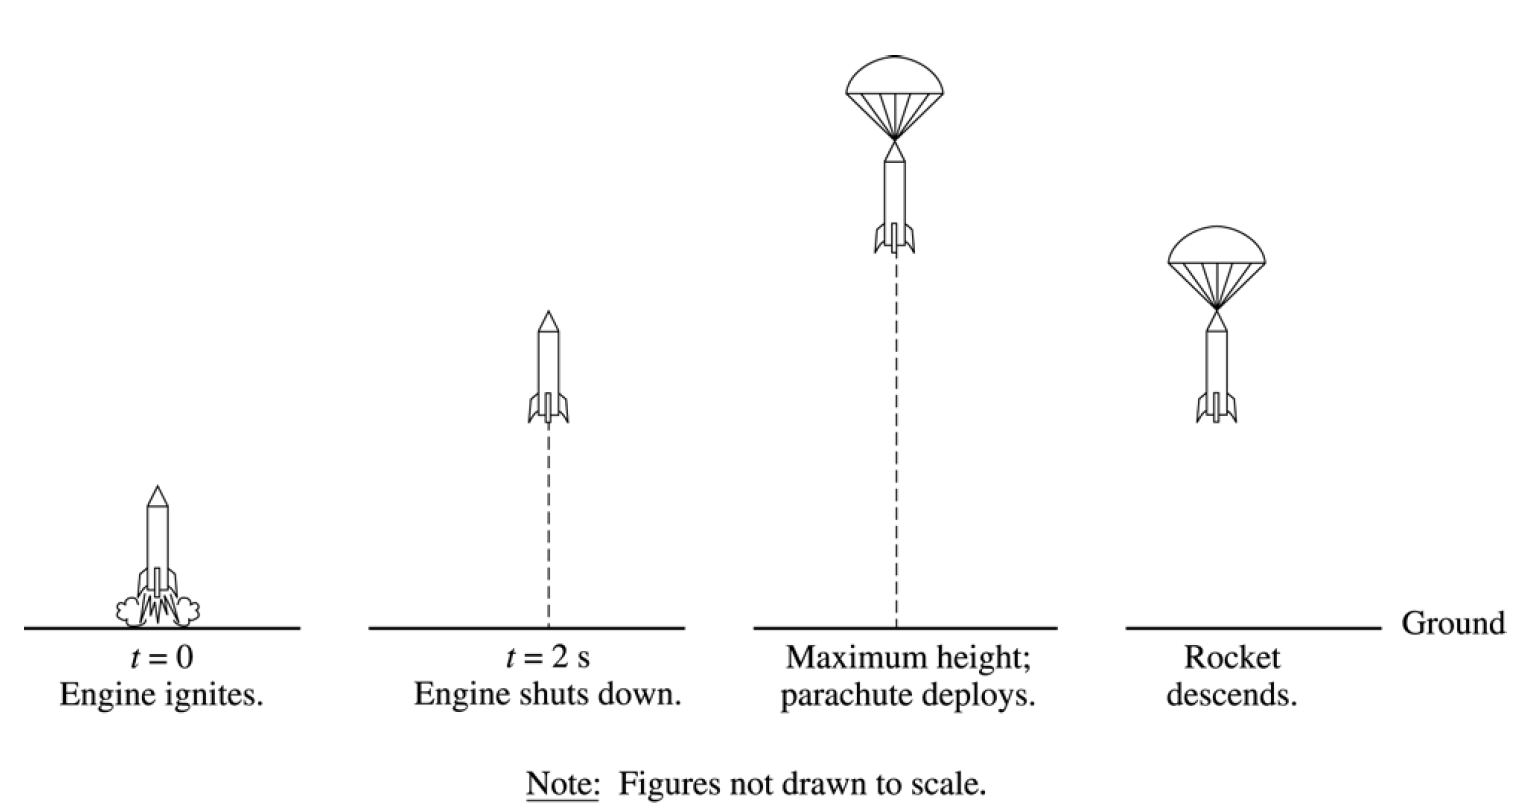 Ground
t = 0
Engine ignites.
t = 2 s
Engine shuts down.
Maximum height;
parachute deploys.
Rocket
descends.
Note: Figures not drawn to scale.